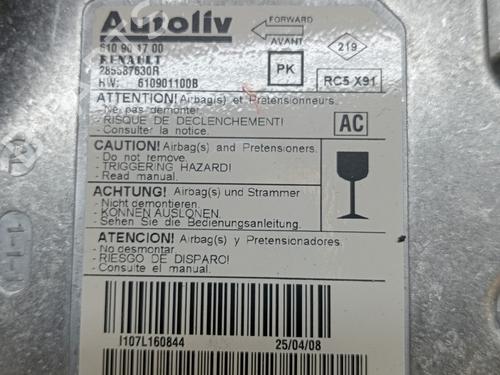 Autoliv
FORWARD
AVANT
219
610 90 17 00
RENAULT
285587630R
HW: 610901100B
PK
RC5 X91
ATTENTION! Airbag(s) et Pretensionneurs.
- Ne pas demonter.
- RISQUE DE DECLENCHEMENT!
- Consulter la notice.
AC
CAUTION! Airbag(s) and Pretensioners.
- Do not remove.
- TRIGGERING HAZARD!
- Read manual.
ACHTUNG! Airbag(s) und Strammer
- Nicht demontieren.
- KONNEN AUSLONEN.
- Sehen Sie die Bedienungsanleitung.
ATENCION! Airbag(s) y Pretensionadores.
- No desmontar.
- RIESGO DE DISPARO!
- Consulte el manual.
I107L160844
25/04/08